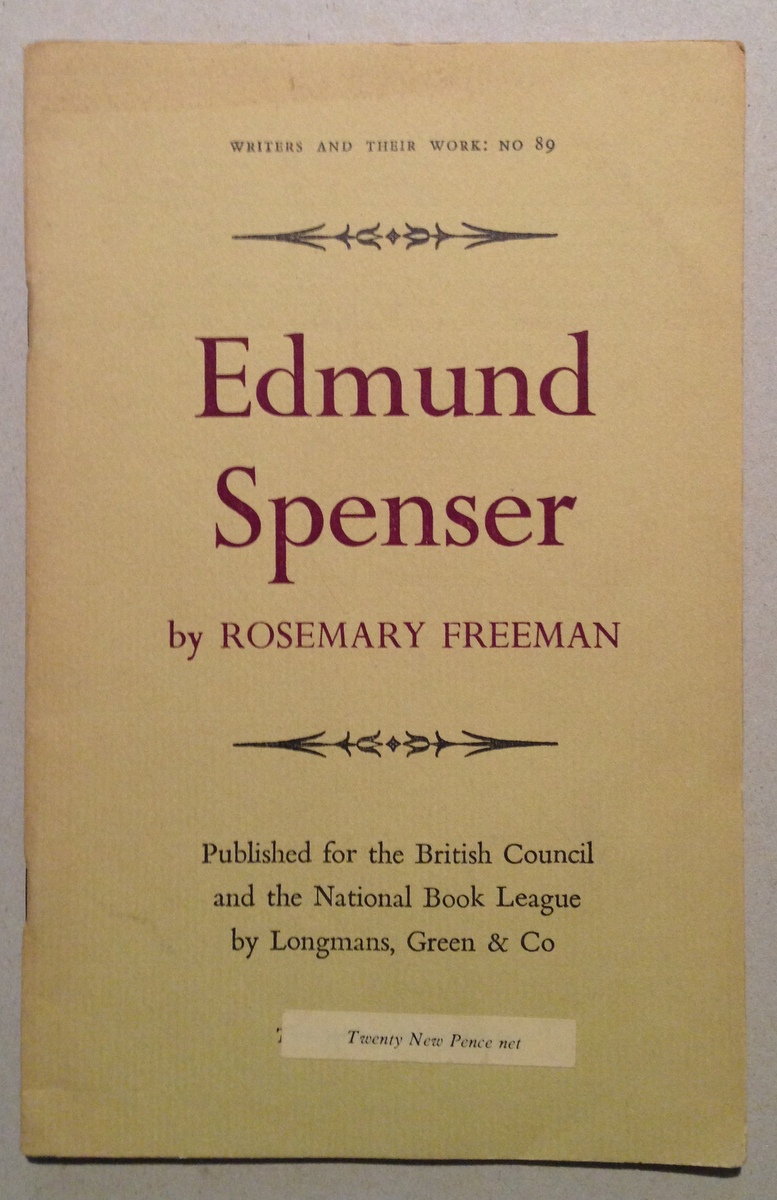 WRITERS AND THEIR WORK: NO 89
Edmund
Spenser
by ROSEMARY FREEMAN
Published for the British Council
and the National Book League
by Longmans, Green & Co
Twenty New Pence net